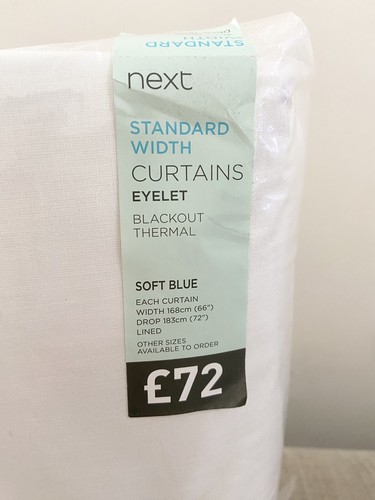 STANDARD
WIDTH
next
STANDARD
WIDTH
CURTAINS
EYELET
BLACKOUT
THERMAL
SOFT BLUE
EACH CURTAIN
WIDTH 168cm (66")
DROP 183cm (72")
LINED
OTHER SIZES
AVAILABLE TO ORDER
£72